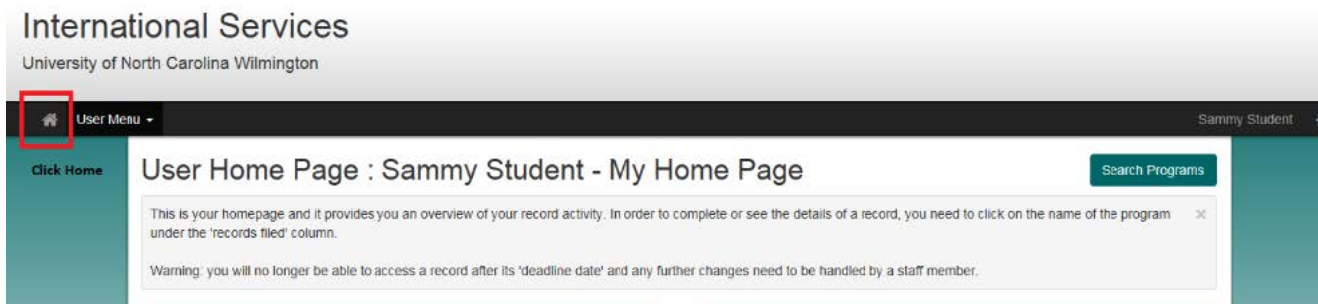 International Services
University of North Carolina Wilmington
User Menu
Sammy Student
Click Home
User Home Page : Sammy Student - My Home Page
Search Programs
This is your homepage and it provides you an overview of your record activity. In order to complete or see the details of a record, you need to click on the name of the program
under the 'records filed' column.
Warning: you will no longer be able to access a record after its 'deadline date' and any further changes need to be handled by a staff member.